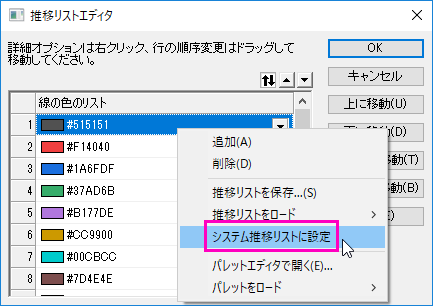 推移リストエディタ
詳細オプションは右クリック、行の順序変更はドラッグして
移動してください。
OK
キャンセル
上に移動(U)
移動(D)
移動(T)
移動(B)
線の色のリスト
1 #515151
2 #F14040
3 #1A6FDF
4 #37AD6B
5 #B177DE
6 #CC9900
7 #00CBCC
8 #7D4E4E
追加(A)
削除(D)
推移リストを保存...(S)
推移リストをロード
システム推移リストに設定
パレットエディタで開く(E)...
パレットをロード